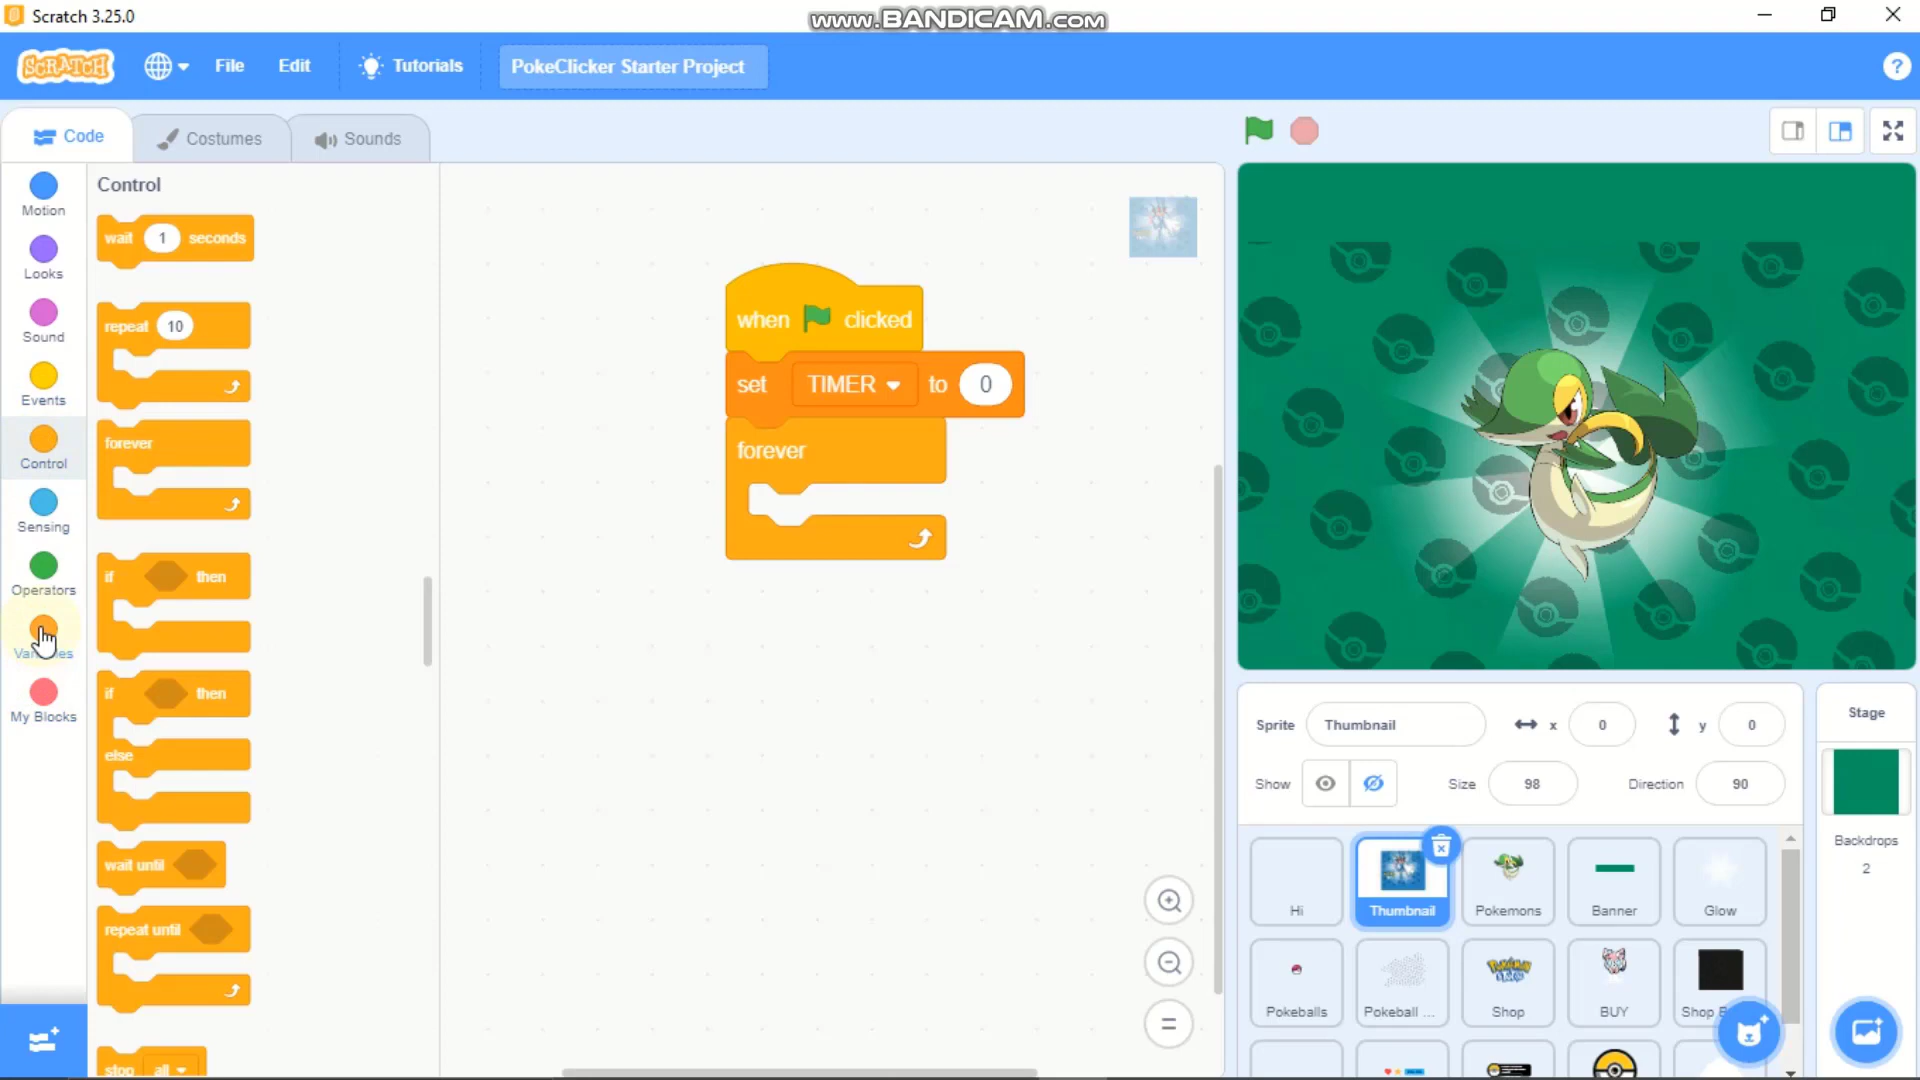 Scratch 3.25.0
www.BANDICAM.com
SCRATCH
File
Edit
Tutorials
PokeClicker Starter Project
Code
Costumes
Sounds
Motion
Looks
Sound
Events
Control
Sensing
Operators
My Blocks
Control
wait 1 seconds
repeat 10
forever
if then
if then
else
wait until
repeat until
stop all
when clicked
set TIMER to 0
forever
Sprite Thumbnail x 0 y 0
Show Size 98 Direction 90
Hi
Thumbnail
Pokemons
Banner
Glow
Pokeballs
Pokeball ...
Shop
BUY
Shop
Stage
Backdrops
2